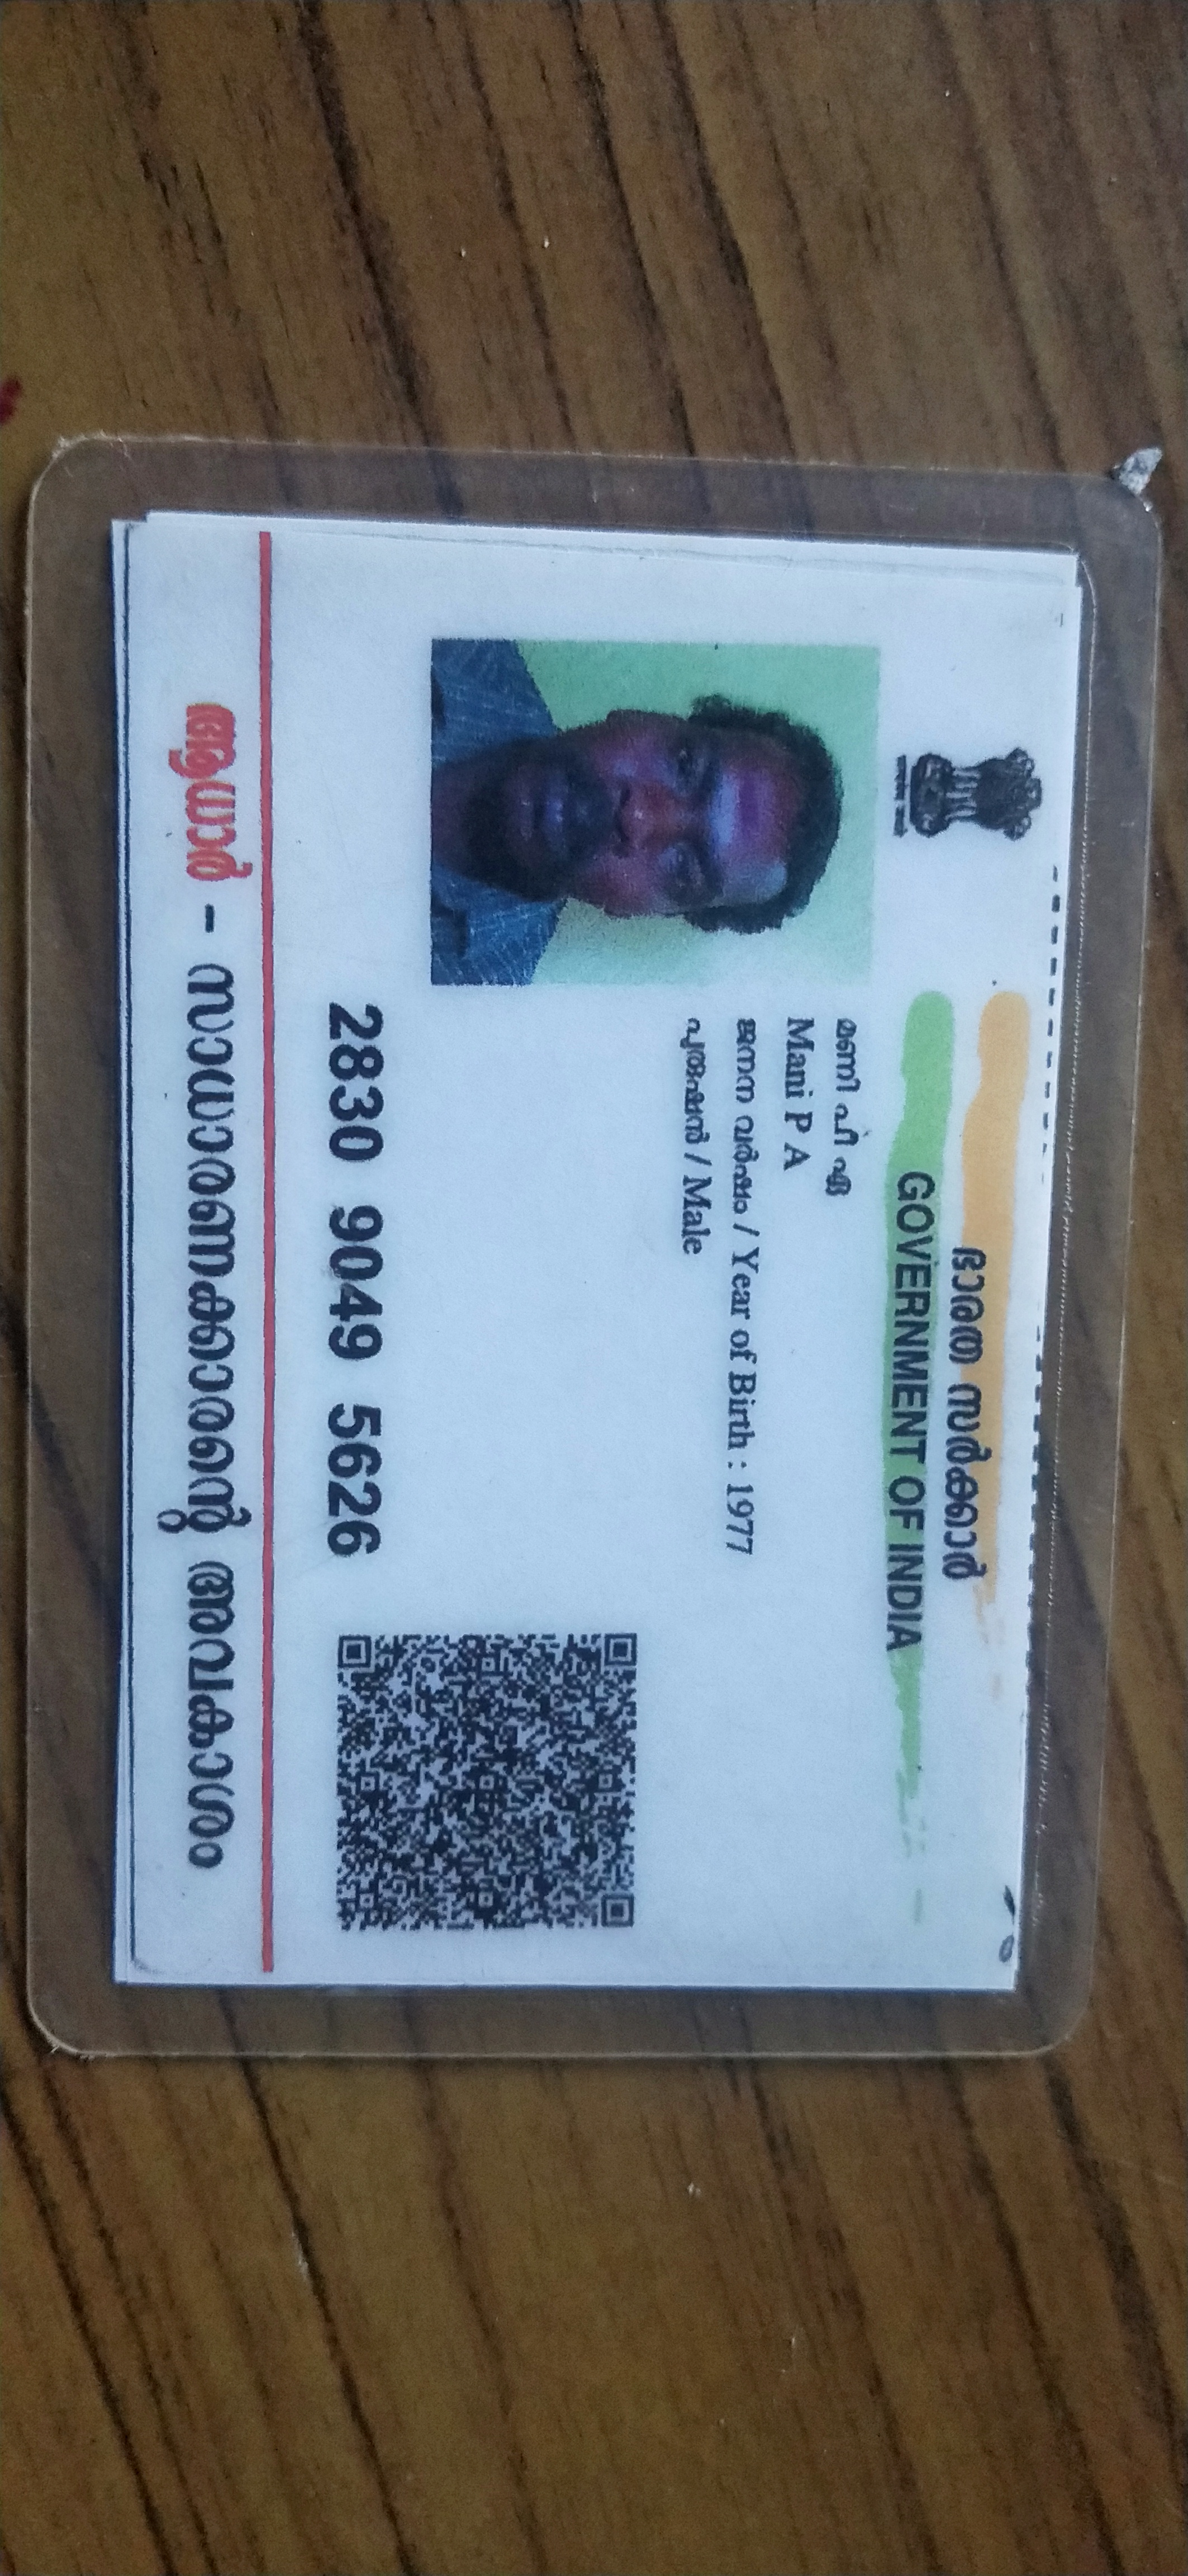 ഭാരത സർക്കാർ
GOVERNMENT OF INDIA
മണി പി ഏ
Mani P A
ജനന വർഷം / Year of Birth : 1977
പുരുഷൻ / Male
2830 9049 5626
ആധാർ – സാധാരണക്കാരന്റെ അവകാശം